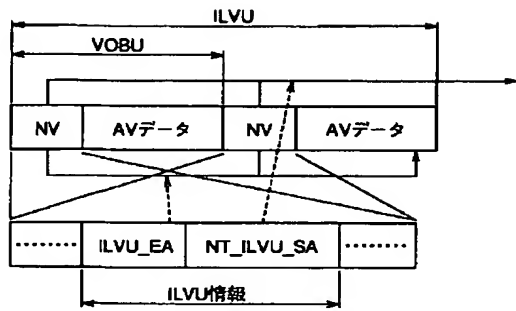 ILVU
VOBU
NV AVデータ NV AVデータ
········ ILVU_EA NT_ILVU_SA ········
ILVU情報